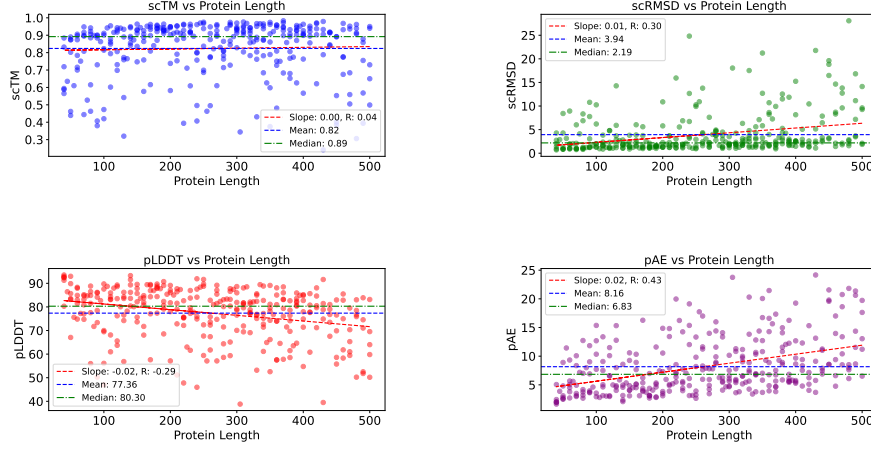 scTM vs Protein Length
scTM
1.0
0.9
0.8
0.7
0.6
0.5
0.4
0.3
Slope: 0.00, R: 0.04
Mean: 0.82
Median: 0.89
100 200 300 400 500
Protein Length
scRMSD vs Protein Length
scRMSD
25
20
15
10
5
0
Slope: 0.01, R: 0.30
Mean: 3.94
Median: 2.19
100 200 300 400 500
Protein Length
pLDDT vs Protein Length
pLDDT
90
80
70
60
50
40
Slope: -0.02, R: -0.29
Mean: 77.36
Median: 80.30
100 200 300 400 500
Protein Length
pAE vs Protein Length
pAE
25
20
15
10
5
Slope: 0.02, R: 0.43
Mean: 8.16
Median: 6.83
100 200 300 400 500
Protein Length